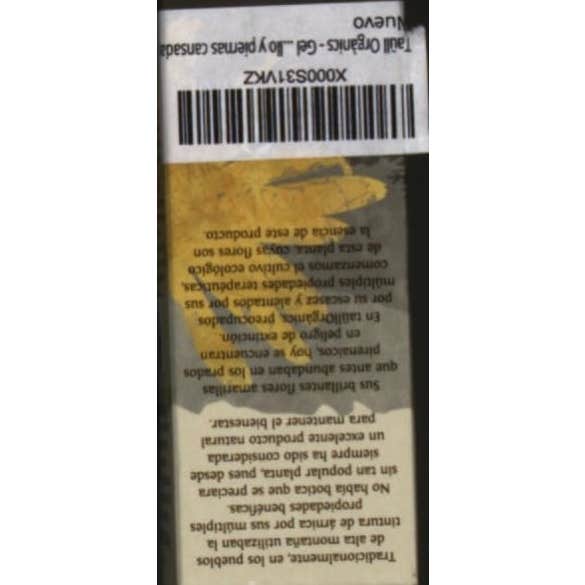 Tradicionalmente, en los pueblos
de alta montaña utilizaban la
tintura de árnica por sus múltiples
propiedades benéficas.
No había botica que se preciara
sin tan popular planta, pues desde
siempre ha sido considerada
un excelente producto natural
para mantener el bienestar.
Sus brillantes flores amarillas
que antes abundaban en los prados
pirenaicos, hoy se encuentran
en peligro de extinción.
En taüllOrgànics, preocupados
por su escasez y alentados por sus
múltiples propiedades terapéuticas,
comenzamos el cultivo ecológico
de esta planta, cuyas flores son
la esencia de este producto.
X000S31VKZ
Taüll Orgànics - Gel....llo y piernas cansada
Nuevo